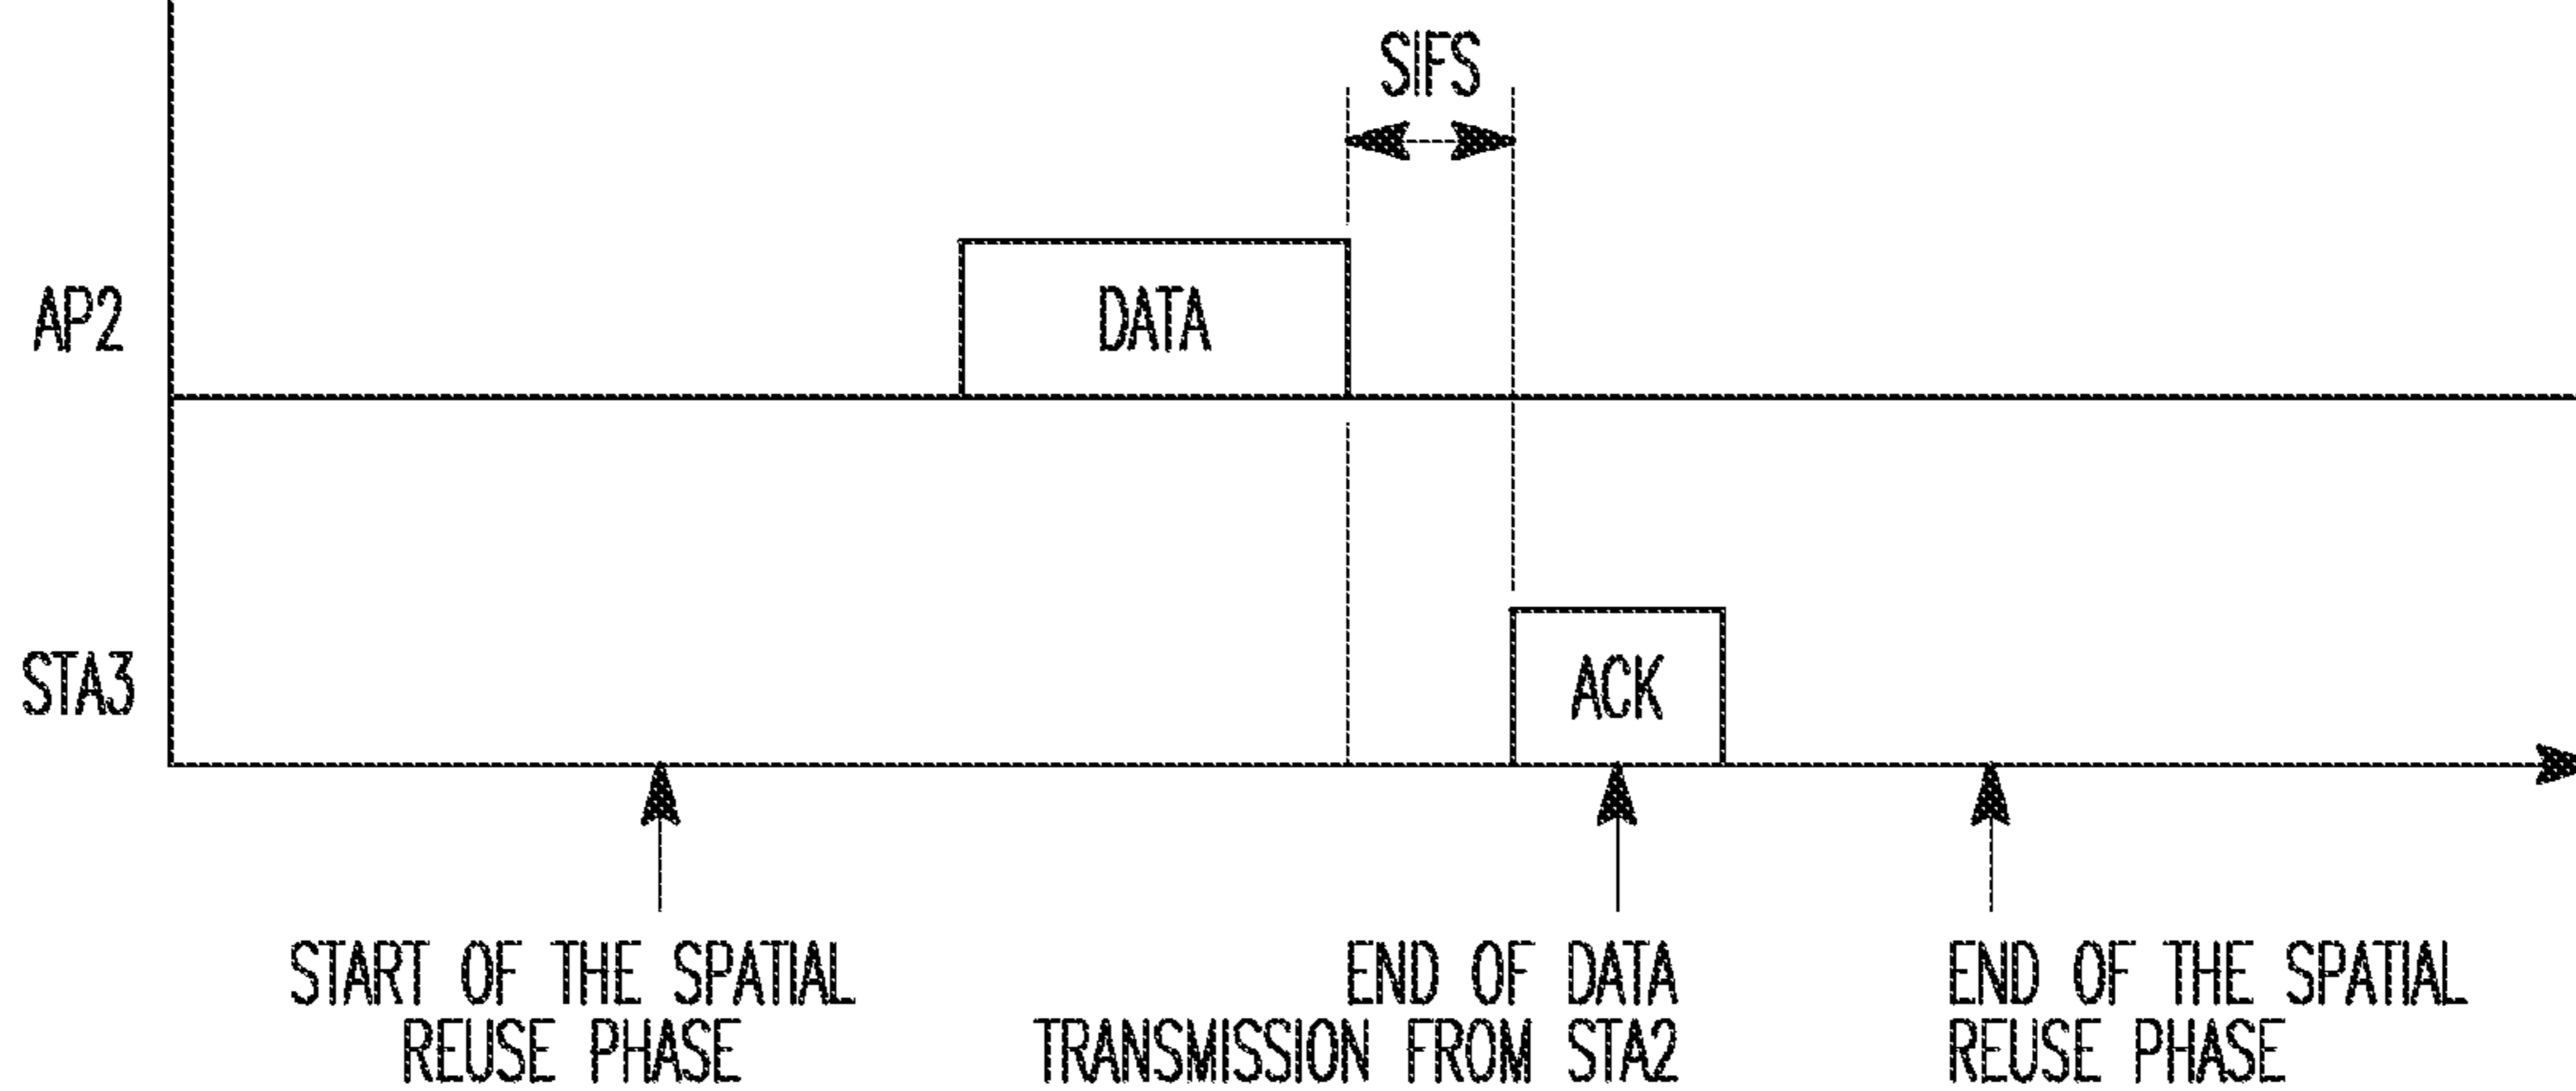 SIFS
AP2
DATA
STA3
ACK
START OF THE SPATIAL
REUSE PHASE
END OF DATA
TRANSMISSION FROM STA2
END OF THE SPATIAL
REUSE PHASE